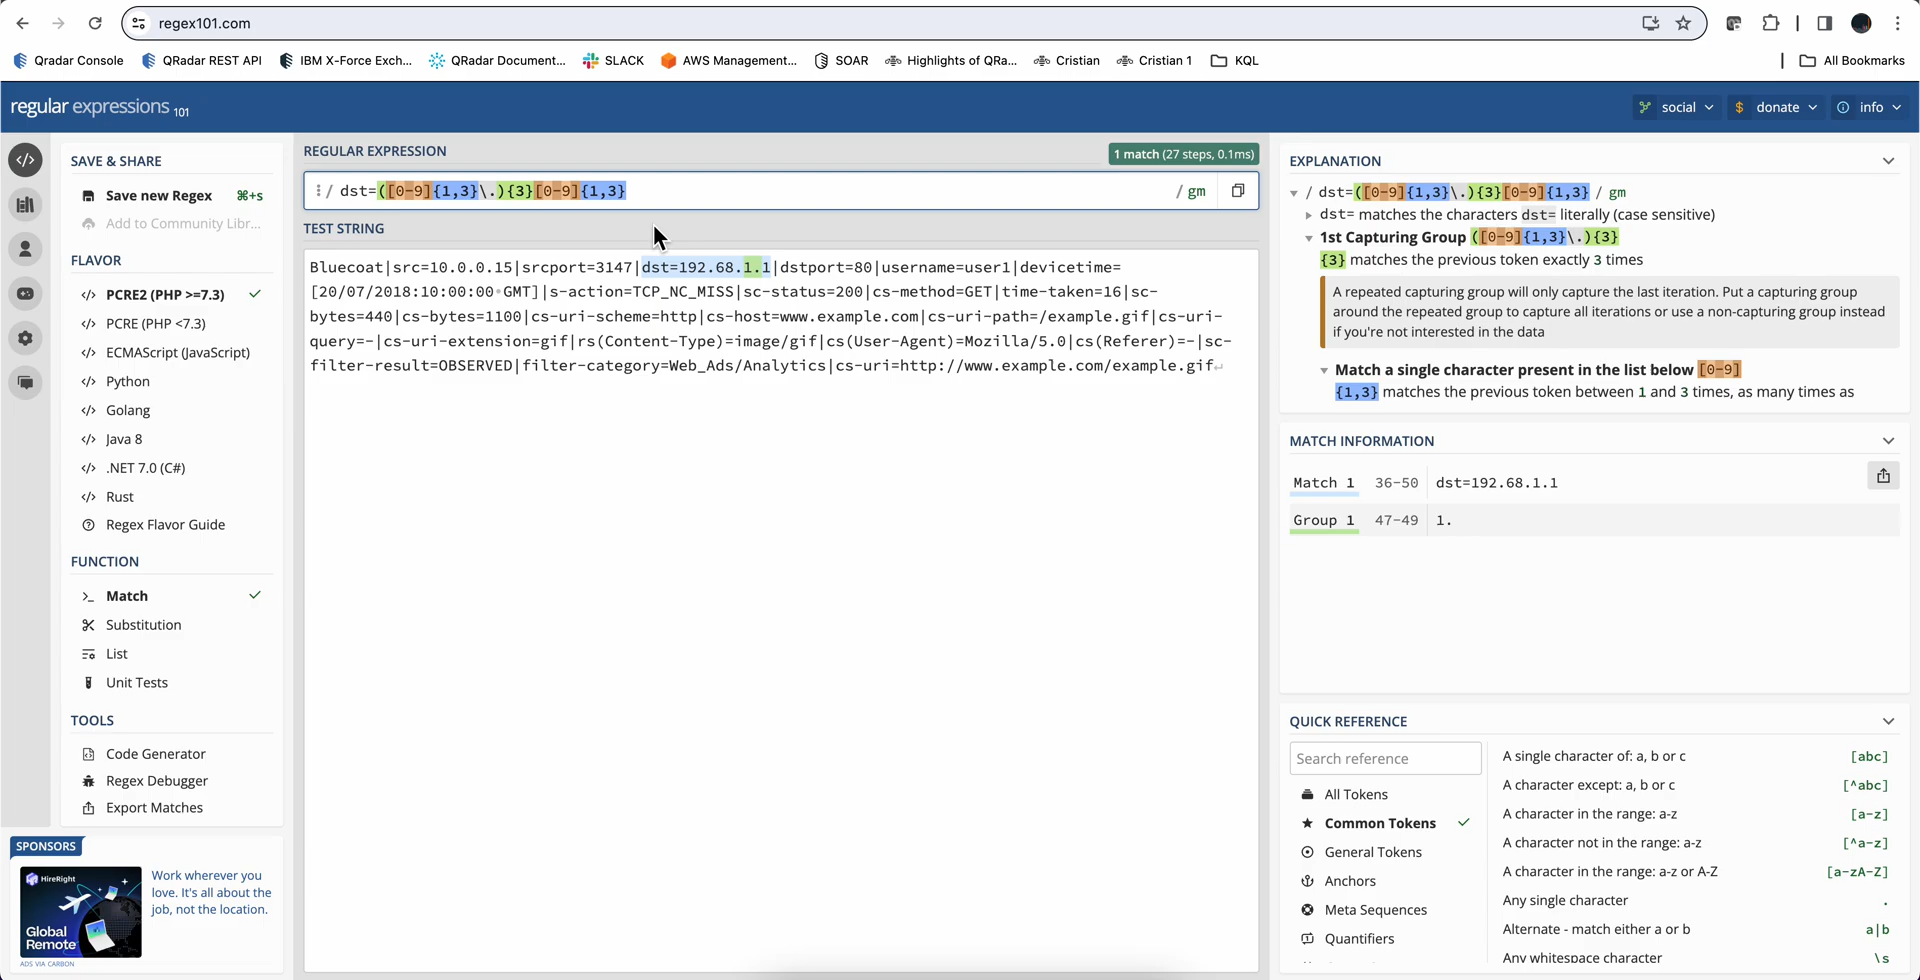 regex101.com
Qradar Console
QRadar REST API
IBM X-Force Exch...
QRadar Document...
SLACK
AWS Management...
SOAR
Highlights of QRa...
Cristian
Cristian 1
KQL
All Bookmarks
regular expressions 101
social
$ donate
info
SAVE & SHARE
Save new Regex ⌘+s
Add to Community Libr...
FLAVOR
</> PCRE2 (PHP >=7.3)
</> PCRE (PHP <7.3)
</> ECMAScript (JavaScript)
</> Python
</> Golang
</> Java 8
</> .NET 7.0 (C#)
</> Rust
Regex Flavor Guide
FUNCTION
>_ Match
Substitution
List
Unit Tests
TOOLS
Code Generator
Regex Debugger
Export Matches
SPONSORS
HireRight
Global
Remote
Work wherever you
love. It's all about the
job, not the location.
ADS VIA CARBON
REGULAR EXPRESSION
1 match (27 steps, 0.1ms)
/ dst=([0-9]{1,3}\.){3}[0-9]{1,3} / gm
TEST STRING
Bluecoat|src=10.0.0.15|srcport=3147|dst=192.68.1.1|dstport=80|username=user1|devicetime=
[20/07/2018:10:00:00·GMT]|s-action=TCP_NC_MISS|sc-status=200|cs-method=GET|time-taken=16|sc-
bytes=440|cs-bytes=1100|cs-uri-scheme=http|cs-host=www.example.com|cs-uri-path=/example.gif|cs-uri-
query=-|cs-uri-extension=gif|rs(Content-Type)=image/gif|cs(User-Agent)=Mozilla/5.0|cs(Referer)=-|sc-
filter-result=OBSERVED|filter-category=Web_Ads/Analytics|cs-uri=http://www.example.com/example.gif
EXPLANATION
/ dst=([0-9]{1,3}\.){3}[0-9]{1,3} / gm
dst= matches the characters dst= literally (case sensitive)
1st Capturing Group ([0-9]{1,3}\.){3}
{3} matches the previous token exactly 3 times
A repeated capturing group will only capture the last iteration. Put a capturing group
around the repeated group to capture all iterations or use a non-capturing group instead
if you're not interested in the data
Match a single character present in the list below [0-9]
{1,3} matches the previous token between 1 and 3 times, as many times as
MATCH INFORMATION
Match 1 36-50 dst=192.68.1.1
Group 1 47-49 1.
QUICK REFERENCE
Search reference
All Tokens
Common Tokens
General Tokens
Anchors
Meta Sequences
Quantifiers
A single character of: a, b or c [abc]
A character except: a, b or c [^abc]
A character in the range: a-z [a-z]
A character not in the range: a-z [^a-z]
A character in the range: a-z or A-Z [a-zA-Z]
Any single character .
Alternate - match either a or b a|b
Any whitespace character \s